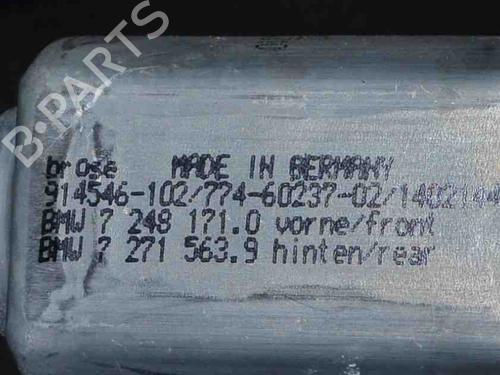 B-PARTS
brose MADE IN GERMANY
914546-102/774-60237-02/1402144
BMW 7 248 171.0 vorne/front
BMW 7 271 563.9 hinten/rear